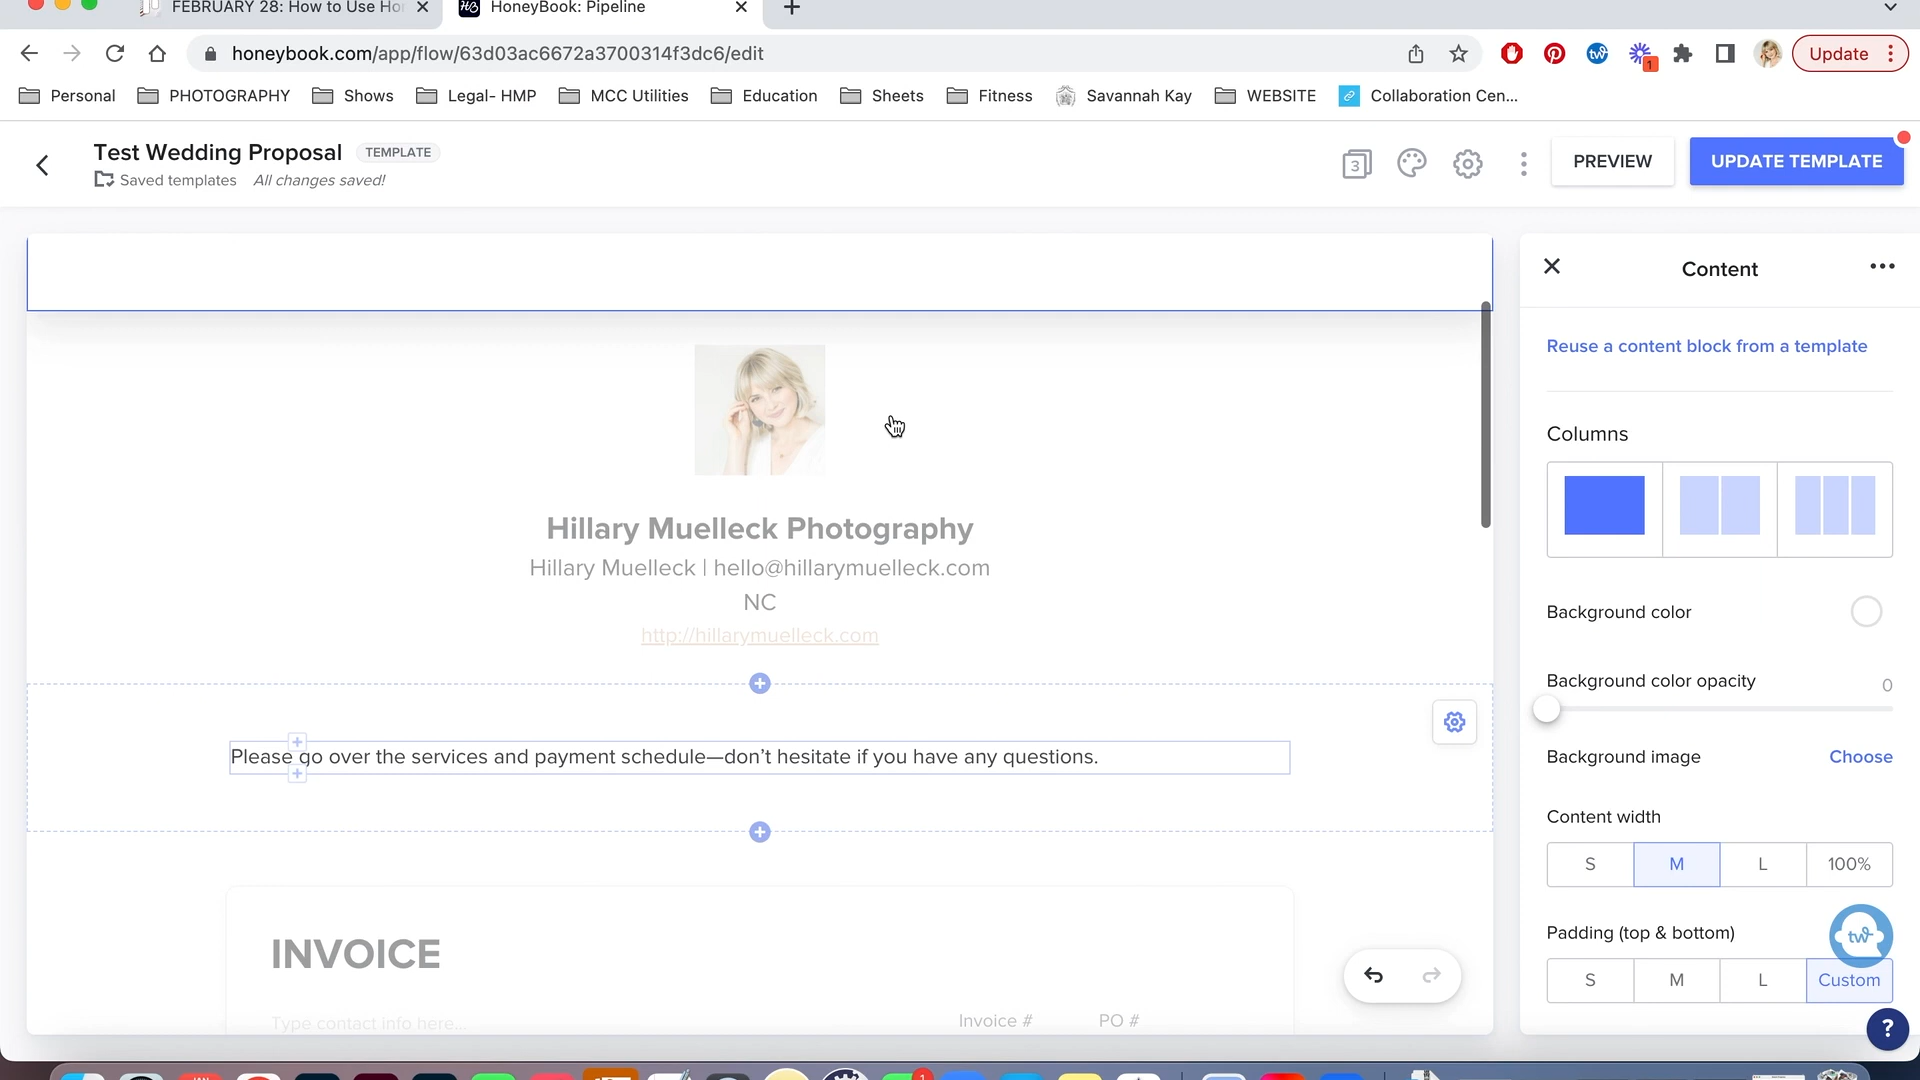 FEBRUARY 28: How to Use Ho
HoneyBook: Pipeline
honeybook.com/app/flow/63d03ac6672a3700314f3dc6/edit
Update
1
Personal
PHOTOGRAPHY
Shows
Legal- HMP
MCC Utilities
Education
Sheets
Fitness
Savannah Kay
WEBSITE
Collaboration Cen...
Test Wedding Proposal
TEMPLATE
Saved templates
All changes saved!
3
PREVIEW
UPDATE TEMPLATE
Hillary Muelleck Photography
Hillary Muelleck | hello@hillarymuelleck.com
NC
http://hillarymuelleck.com
Please go over the services and payment schedule—don’t hesitate if you have any questions.
INVOICE
Type contact info here...
Invoice #
PO #
Content
Reuse a content block from a template
Columns
Background color
Background color opacity
0
Background image
Choose
Content width
S
M
L
100%
Padding (top & bottom)
tw
S
M
L
Custom
?